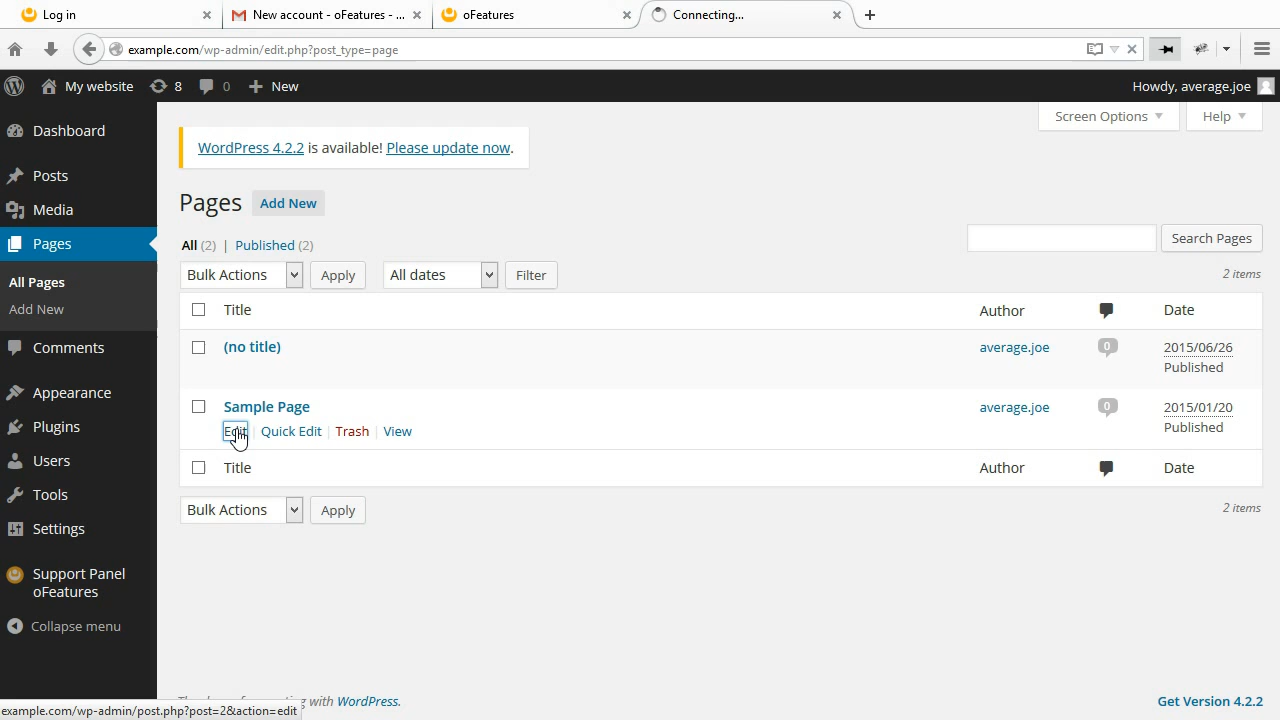 Log in
New account - oFeatures - ...
oFeatures
Connecting...
example.com/wp-admin/edit.php?post_type=page
My website 8 0 New
Howdy, average.joe
Dashboard
Posts
Media
Pages
All Pages
Add New
Comments
Appearance
Plugins
Users
Tools
Settings
Support Panel
oFeatures
Collapse menu
Screen Options Help
WordPress 4.2.2 is available! Please update now.
Pages Add New
All (2) | Published (2)
Search Pages
Bulk Actions Apply All dates Filter
2 items
Title Author Date
(no title) average.joe 0 2015/06/26
Published
Sample Page average.joe 0 2015/01/20
Edit | Quick Edit | Trash | View Published
Title Author Date
Bulk Actions Apply
2 items
with WordPress.
Get Version 4.2.2
example.com/wp-admin/post.php?post=2&action=edit